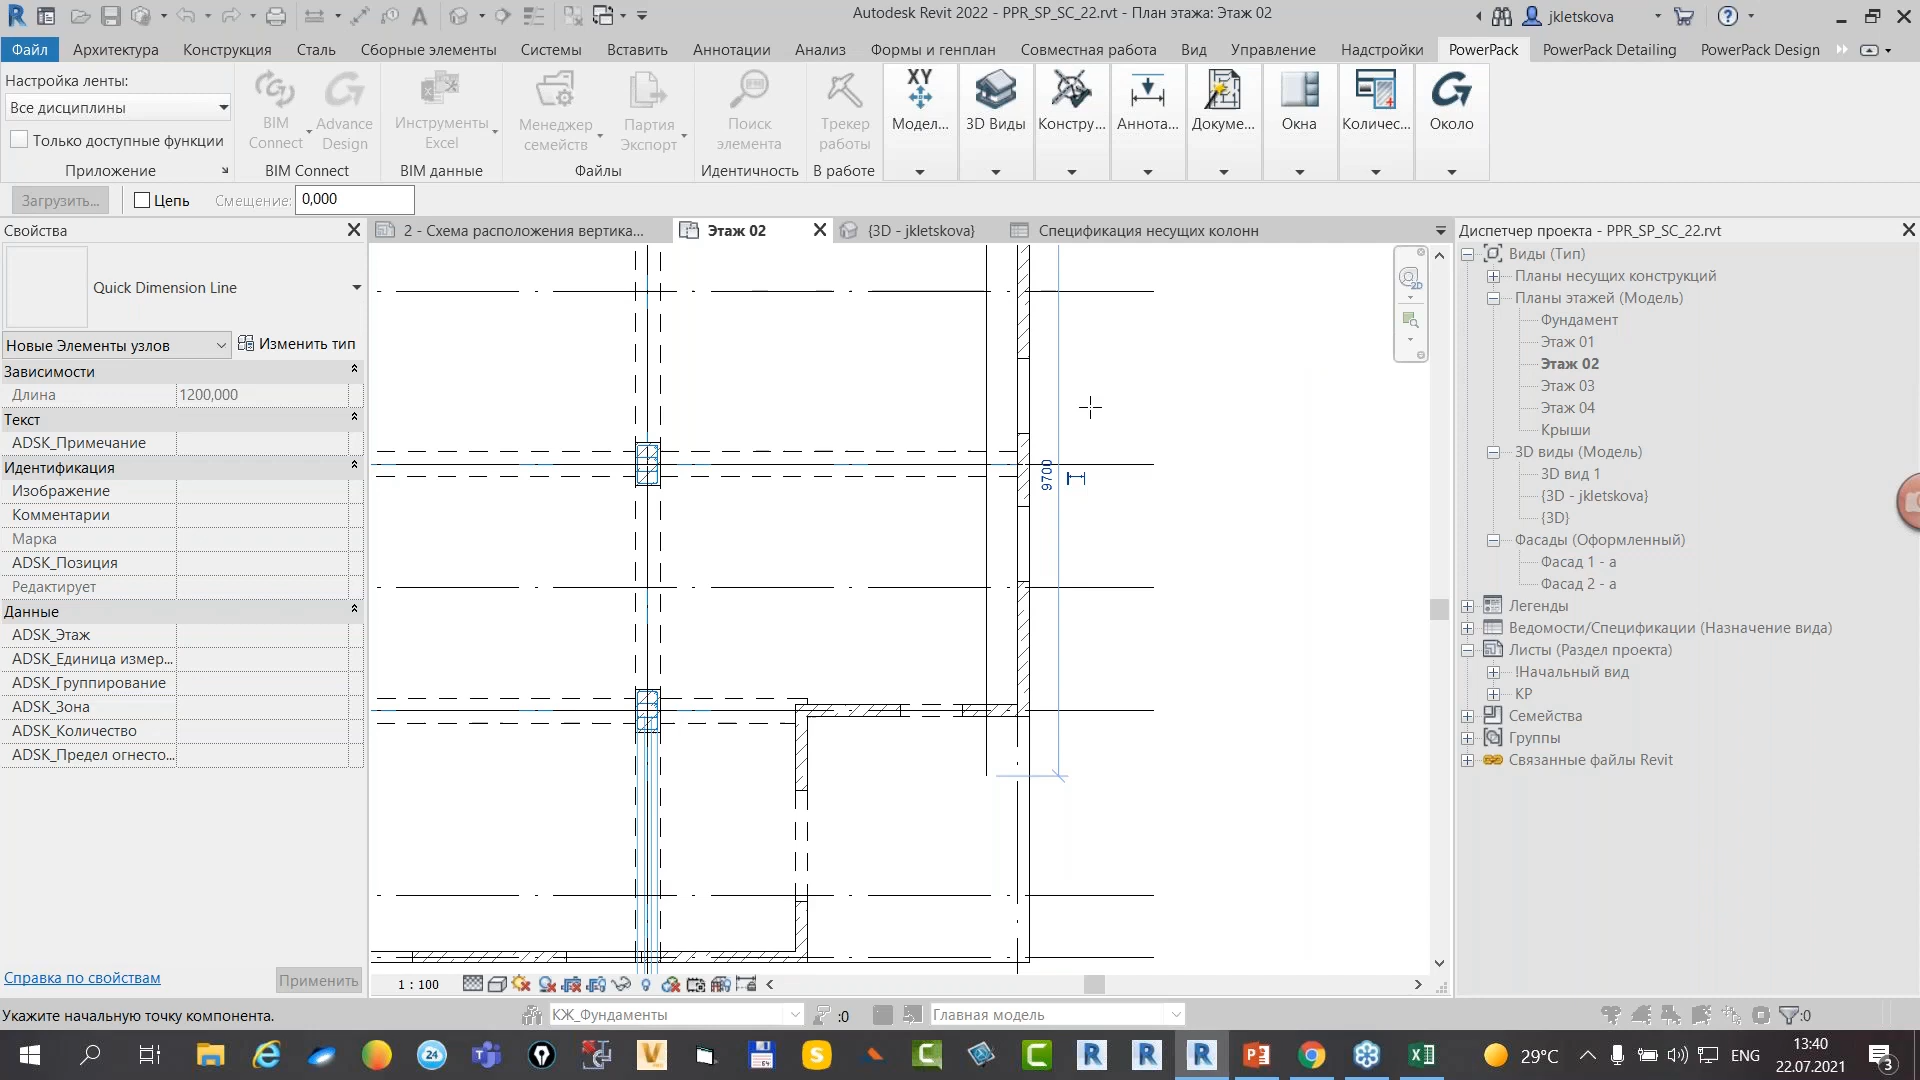 Autodesk Revit 2022 - PPR_SP_SC_22.rvt - План этажа: Этаж 02
jkletskova
Файл Архитектура Конструкция Сталь Сборные элементы Системы Вставить Аннотации Анализ Формы и генплан Совместная работа Вид Управление Надстройки PowerPack PowerPack Detailing PowerPack Design
Настройка ленты:
Все дисциплины
Только доступные функции
Приложение
BIM Connect
Advance Design
BIM Connect
Инструменты Excel
BIM данные
Менеджер семейств
Партия Экспорт
Файлы
Поиск элемента
Идентичность
Трекер работы
В работе
XY
Модел...
3D Виды
Констру...
Аннота...
Докуме...
Окна
Количес...
Около
Загрузить...
Цепь
Смещение:
0,000
Свойства
Quick Dimension Line
Новые Элементы узлов
Изменить тип
Зависимости
Длина 1200,000
Текст
ADSK_Примечание
Идентификация
Изображение
Комментарии
Марка
ADSK_Позиция
Редактирует
Данные
ADSK_Этаж
ADSK_Единица измер...
ADSK_Группирование
ADSK_Зона
ADSK_Количество
ADSK_Предел огнесто...
Справка по свойствам
Применить
2 - Схема расположения вертика...
Этаж 02
{3D - jkletskova}
Спецификация несущих колонн
2D
9700
1 : 100
Диспетчер проекта - PPR_SP_SC_22.rvt
Виды (Тип)
Планы несущих конструкций
Планы этажей (Модель)
Фундамент
Этаж 01
Этаж 02
Этаж 03
Этаж 04
Крыши
3D виды (Модель)
3D вид 1
{3D - jkletskova}
{3D}
Фасады (Оформленный)
Фасад 1 - а
Фасад 2 - а
Легенды
Ведомости/Спецификации (Назначение вида)
Листы (Раздел проекта)
!Начальный вид
КР
Семейства
Группы
Связанные файлы Revit
Укажите начальную точку компонента.
КЖ_Фундаменты
:0
Главная модель
:0
24
29°C
ENG
13:40
22.07.2021
3